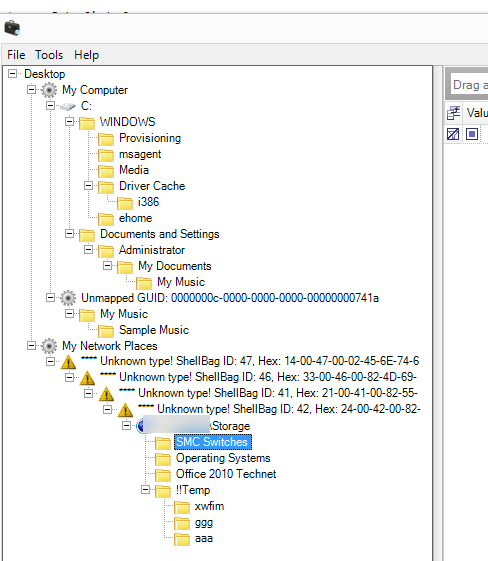 File Tools Help
Desktop
My Computer
C:
WINDOWS
Provisioning
msagent
Media
Driver Cache
i386
ehome
Documents and Settings
Administrator
My Documents
My Music
Unmapped GUID: 0000000c-0000-0000-0000-00000000741a
My Music
Sample Music
My Network Places
**** Unknown type! ShellBag ID: 47, Hex: 14-00-47-00-02-45-6E-74-6
**** Unknown type! ShellBag ID: 46, Hex: 33-00-46-00-82-4D-69-
**** Unknown type! ShellBag ID: 41, Hex: 21-00-41-00-82-55-
**** Unknown type! ShellBag ID: 42, Hex: 24-00-42-00-82-
\Storage
SMC Switches
Operating Systems
Office 2010 Technet
!!Temp
xwfim
ggg
aaa
Drag a
Valu